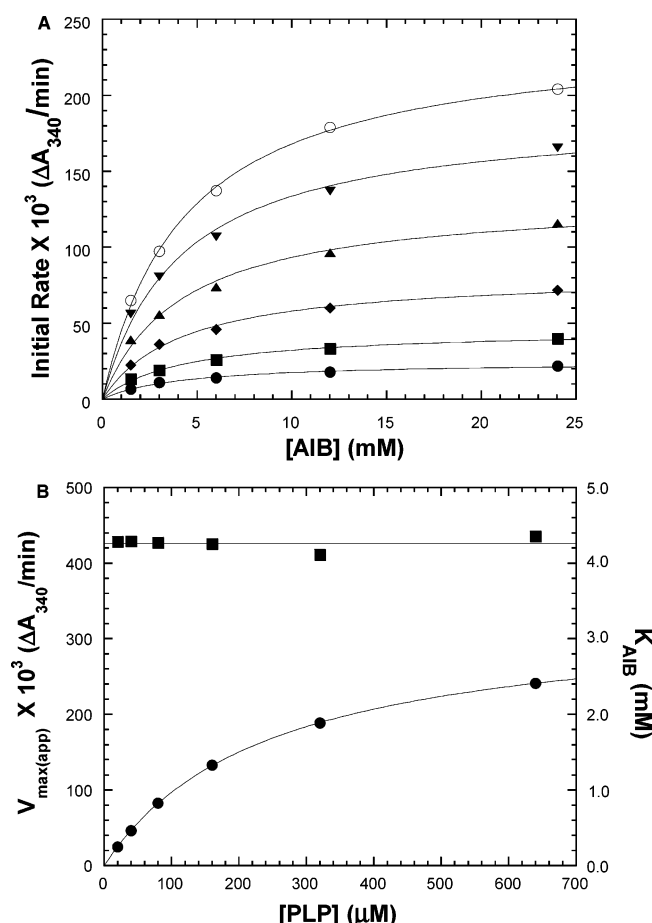 A
250
200
150
100
50
0
Initial Rate X 10³ (ΔA₃₄₀/min)
0 5 10 15 20 25
[AIB] (mM)
B
500
400
300
200
100
0
Vmax(app) X 10³ (ΔA₃₄₀/min)
5.0
4.0
3.0
2.0
1.0
0.0
K_AIB (mM)
0 100 200 300 400 500 600 700
[PLP] (μM)